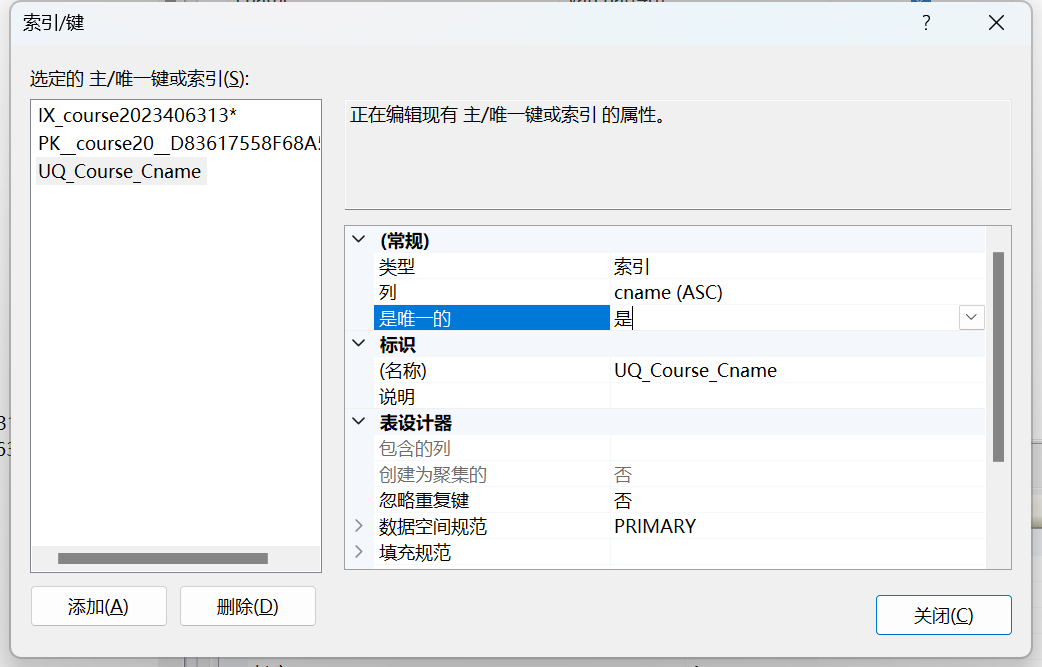 索引/键
?
选定的 主/唯一键或索引(S):
IX_course2023406313*
PK__course20__D83617558F68A
UQ_Course_Cname
正在编辑现有 主/唯一键或索引 的属性。
(常规)
类型 索引
列 cname (ASC)
是唯一的 是
标识
(名称) UQ_Course_Cname
说明
表设计器
包含的列
创建为聚集的 否
忽略重复键 否
数据空间规范 PRIMARY
填充规范
添加(A) 删除(D)
关闭(C)